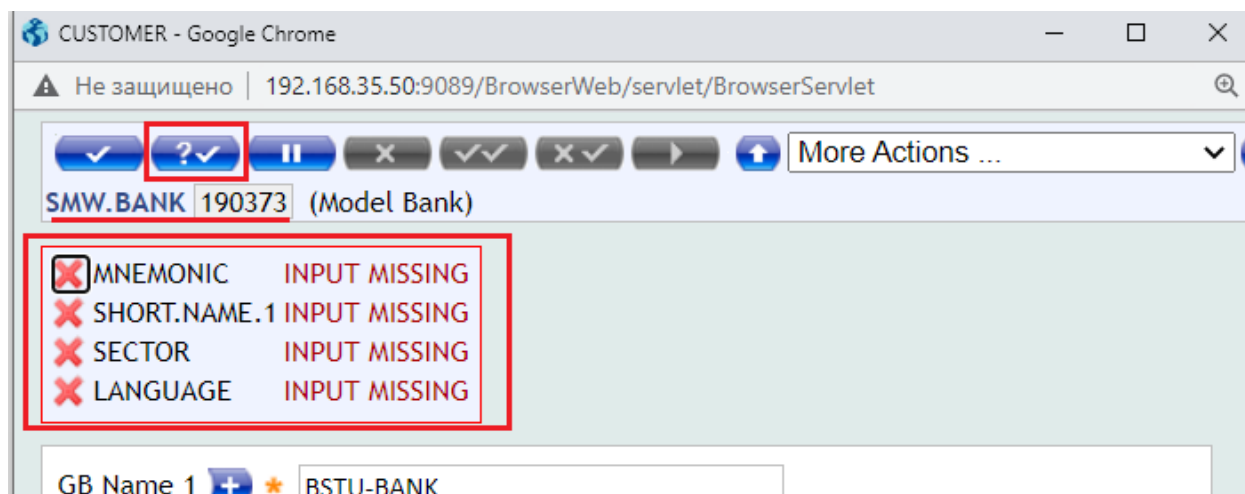 CUSTOMER - Google Chrome
Не защищено | 192.168.35.50:9089/BrowserWeb/servlet/BrowserServlet
More Actions ...
SMW.BANK 190373 (Model Bank)
MNEMONIC INPUT MISSING
SHORT.NAME.1 INPUT MISSING
SECTOR INPUT MISSING
LANGUAGE INPUT MISSING
GB Name 1 * BSTU-BANK